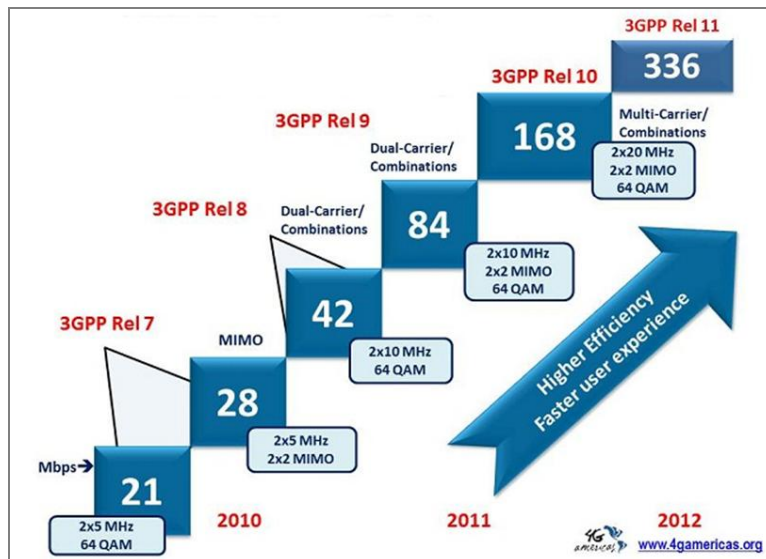 3GPP Rel 11
336
3GPP Rel 10
168
Multi-Carrier/
Combinations
2x20 MHz
2x2 MIMO
64 QAM
3GPP Rel 9
Dual-Carrier/
Combinations
84
2x10 MHz
2x2 MIMO
64 QAM
3GPP Rel 8
Dual-Carrier/
Combinations
42
2x10 MHz
64 QAM
3GPP Rel 7
MIMO
28
2x5 MHz
2x2 MIMO
Mbps
21
2x5 MHz
64 QAM
Higher Efficiency
Faster user experience
2010
2011
2012
4G
americas
www.4gamericas.org